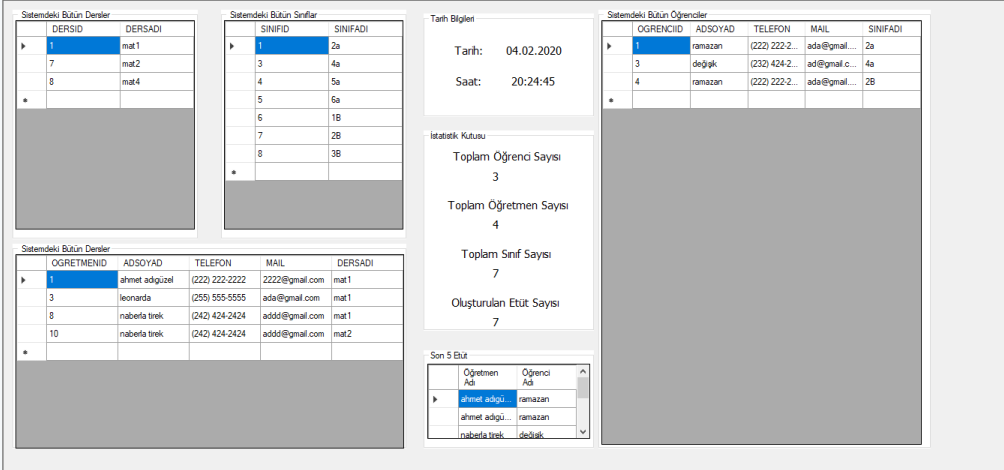 Sistemdeki Bütün Dersler
DERSID DERSADI
1 mat1
7 mat2
8 mat4
Sistemdeki Bütün Sınıflar
SINIFID SINIFADI
1 2a
3 4a
4 5a
5 6a
6 1B
7 2B
8 3B
Tarih Bilgileri
Tarih: 04.02.2020
Saat: 20:24:45
İstatistik Kutusu
Toplam Öğrenci Sayısı
3
Toplam Öğretmen Sayısı
4
Toplam Sınıf Sayısı
7
Oluşturulan Etüt Sayısı
7
Sistemdeki Bütün Öğrenciler
OGRENCIID ADSOYAD TELEFON MAIL SINIFADI
1 ramazan (222) 222-2... ada@gmail.... 2a
3 değişik (232) 424-2... ad@gmail.c... 4a
4 ramazan (222) 222-2... ada@gmail.... 2B
Sistemdeki Bütün Dersler
OGRETMENID ADSOYAD TELEFON MAIL DERSADI
1 ahmet adıgüzel (222) 222-2222 2222@gmail.com mat1
3 leonarda (255) 555-5555 ada@gmail.com mat1
8 naberla tirek (242) 424-2424 addd@gmail.com mat1
10 naberla tirek (242) 424-2424 addd@gmail.com mat2
Son 5 Etüt
Öğretmen Adı Öğrenci Adı
ahmet adıgü... ramazan
ahmet adıgü... ramazan
naberla tirek değişik